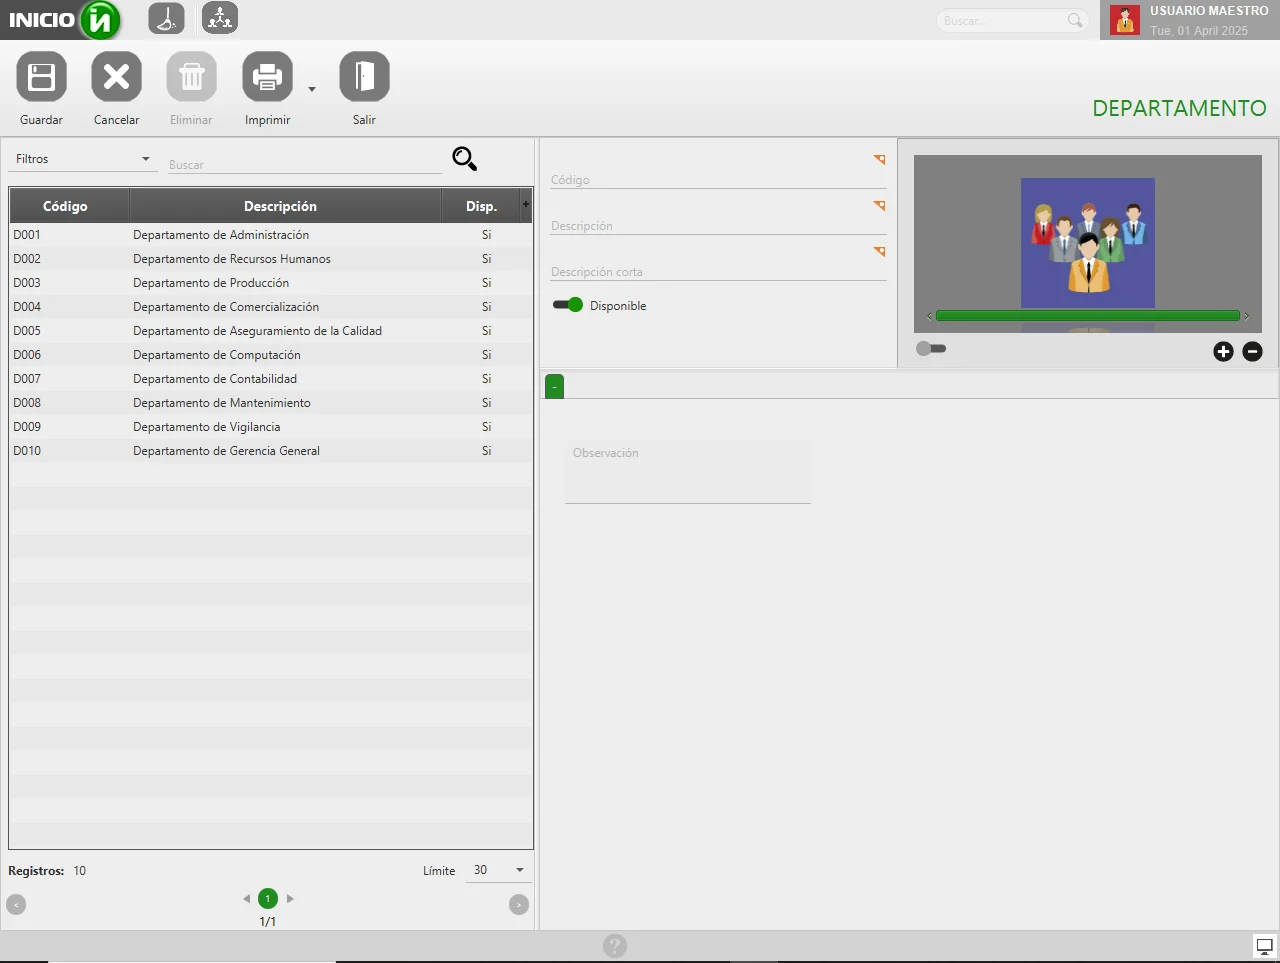 INICIO
Buscar...
USUARIO MAESTRO
Tue, 01 April 2025
Guardar
Cancelar
Eliminar
Imprimir
Salir
DEPARTAMENTO
Filtros
Buscar
Código Descripción Disp. +
D001 Departamento de Administración Si
D002 Departamento de Recursos Humanos Si
D003 Departamento de Producción Si
D004 Departamento de Comercialización Si
D005 Departamento de Aseguramiento de la Calidad Si
D006 Departamento de Computación Si
D007 Departamento de Contabilidad Si
D008 Departamento de Mantenimiento Si
D009 Departamento de Vigilancia Si
D010 Departamento de Gerencia General Si
Registros: 10
Límite 30
< 1 >
1/1
Código
Descripción
Descripción corta
Disponible
-
Observación
?